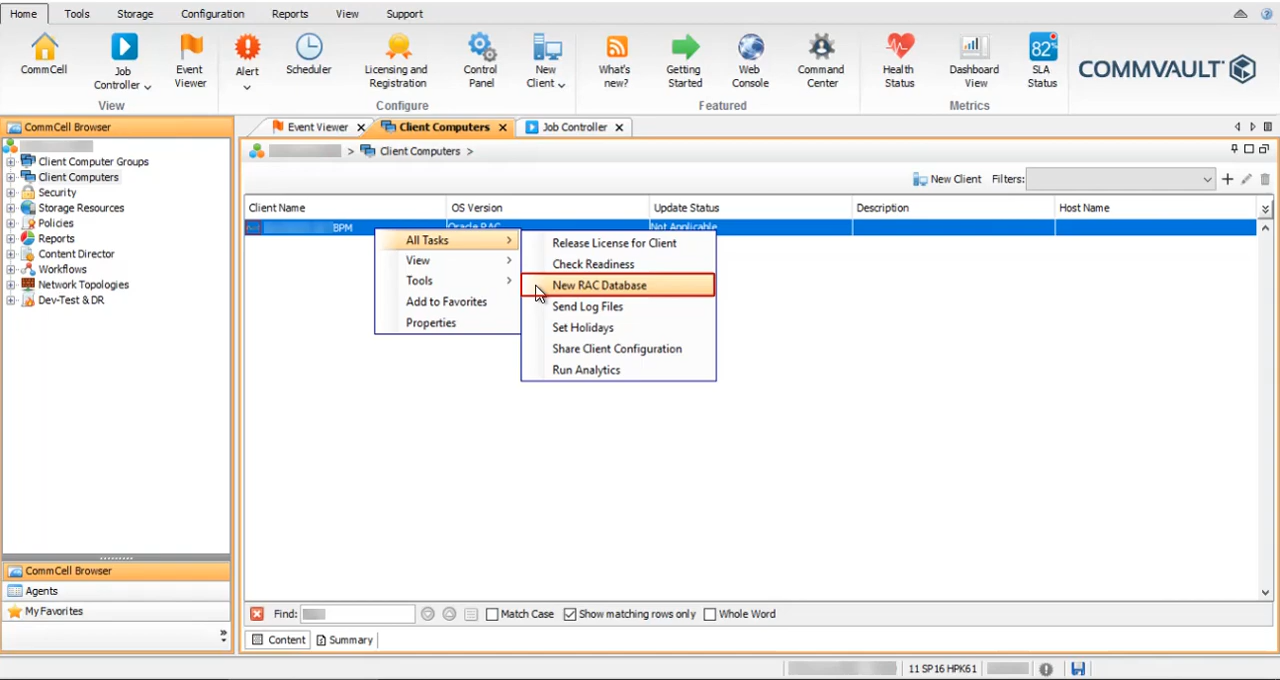 Home Tools Storage Configuration Reports View Support
CommCell
Job Controller
Event Viewer
View
Alert
Scheduler
Licensing and Registration
Control Panel
New Client
Configure
What's new?
Getting Started
Web Console
Command Center
Featured
Health Status
Dashboard View
82%
SLA Status
Metrics
COMMVAULT
CommCell Browser
Client Computer Groups
Client Computers
Security
Storage Resources
Policies
Reports
Content Director
Workflows
Network Topologies
Dev-Test & DR
CommCell Browser
Agents
My Favorites
Event Viewer Client Computers Job Controller
> Client Computers >
New Client Filters:
Client Name OS Version Update Status Description Host Name
BPM Oracle RAC Not Applicable
All Tasks
View
Tools
Add to Favorites
Properties
Release License for Client
Check Readiness
New RAC Database
Send Log Files
Set Holidays
Share Client Configuration
Run Analytics
Find: Match Case Show matching rows only Whole Word
Content Summary
11 SP16 HPK61